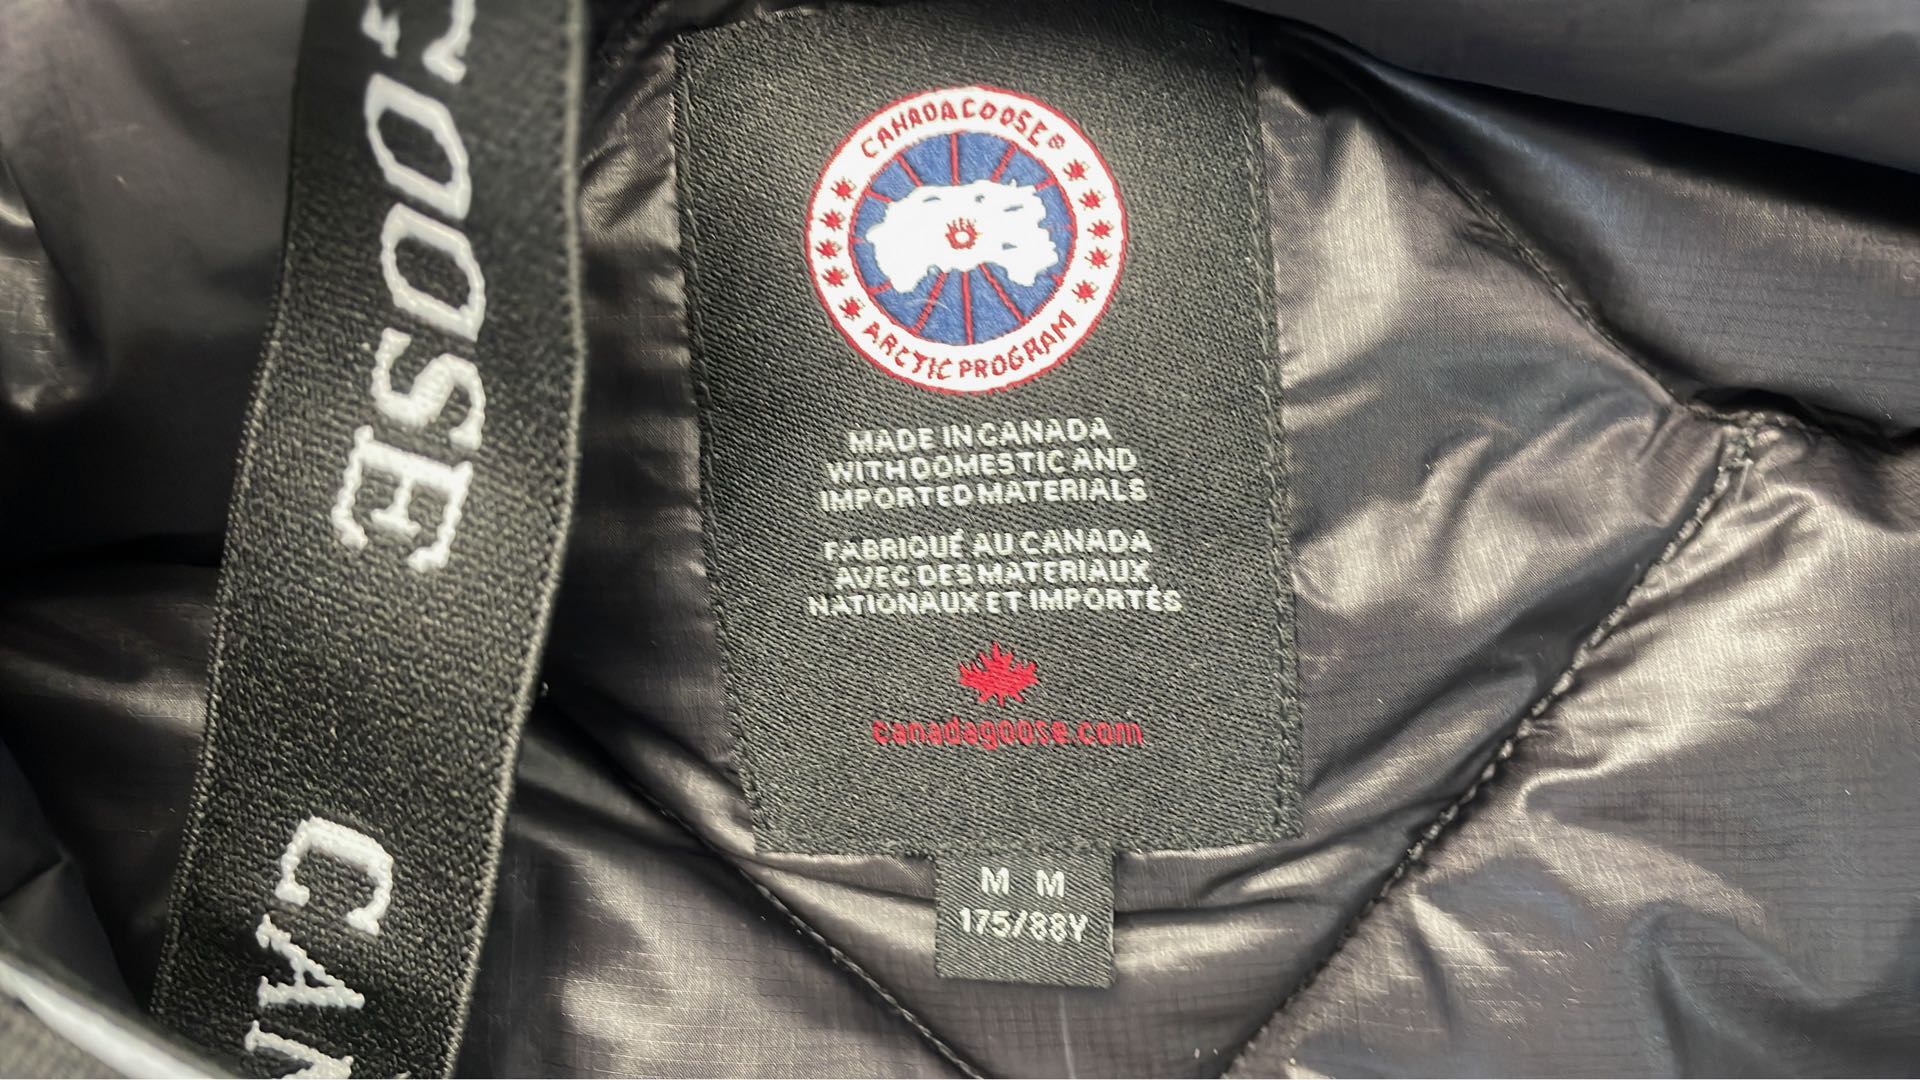 GOOSE
CAN
CANADA GOOSE®
ARCTIC PROGRAM
MADE IN CANADA
WITH DOMESTIC AND
IMPORTED MATERIALS
FABRIQUÉ AU CANADA
AVEC DES MATERIAUX
NATIONAUX ET IMPORTÉS
canadagoose.com
M M
175/88Y